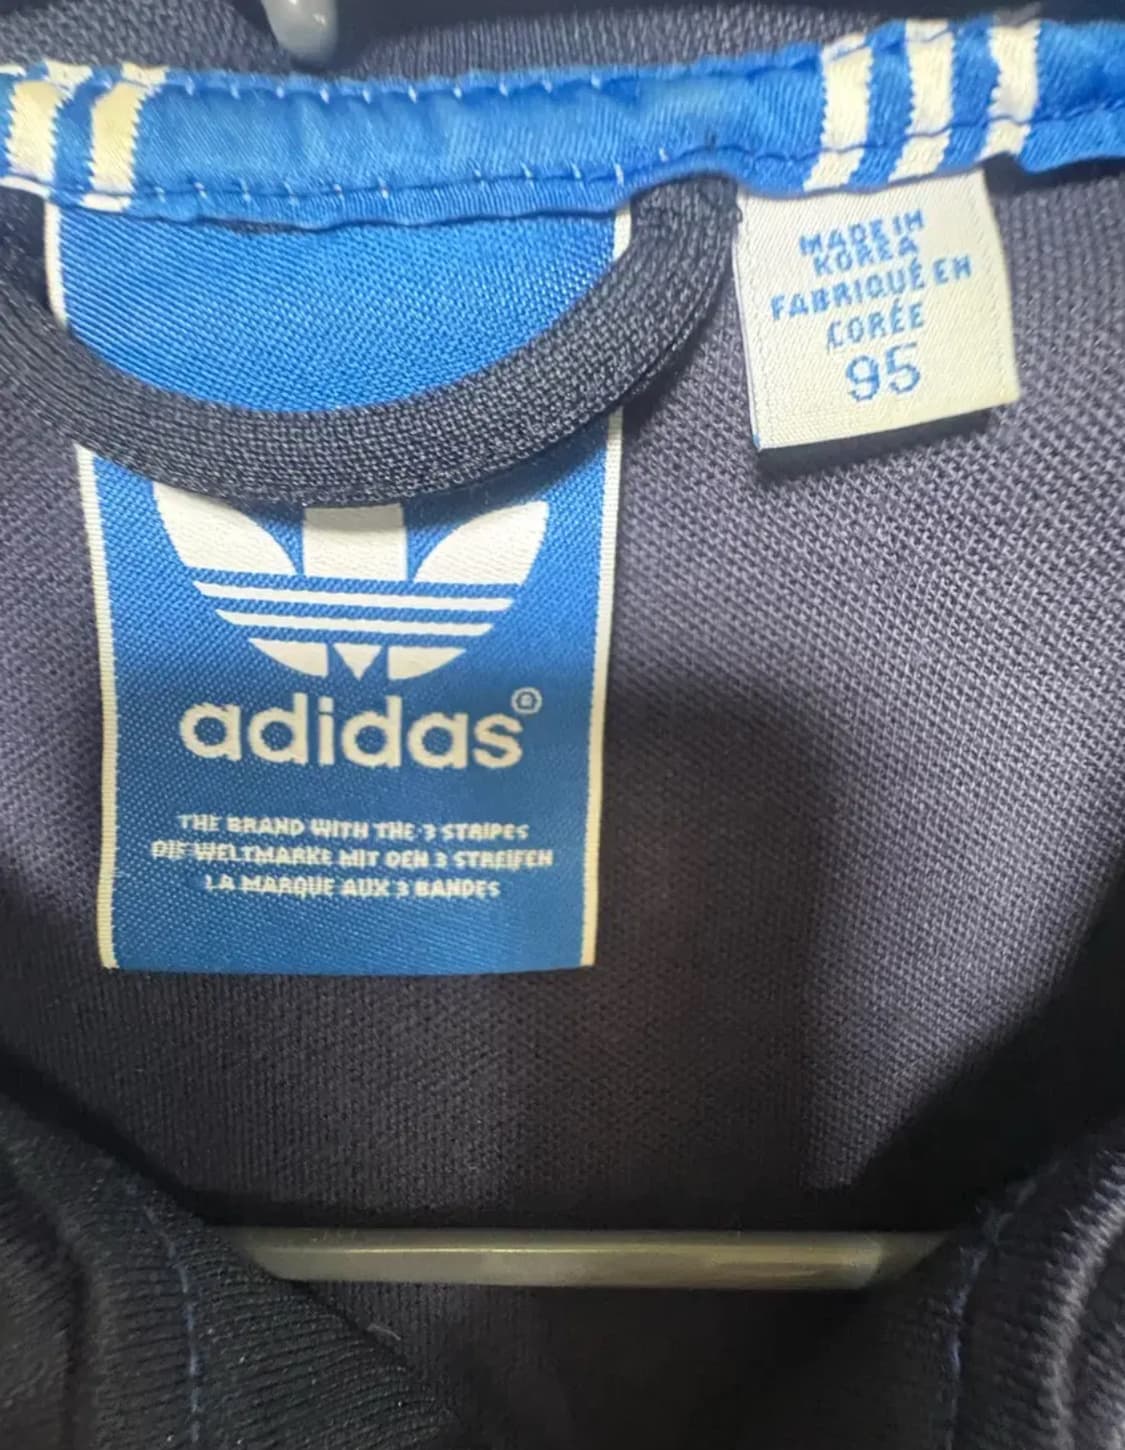 MADE IN
KOREA
FABRIQUÉ EN
CORÉE
95
adidas®
THE BRAND WITH THE 3 STRIPES
DIE WELTMARKE MIT DEN 3 STREIFEN
LA MARQUE AUX 3 BANDES